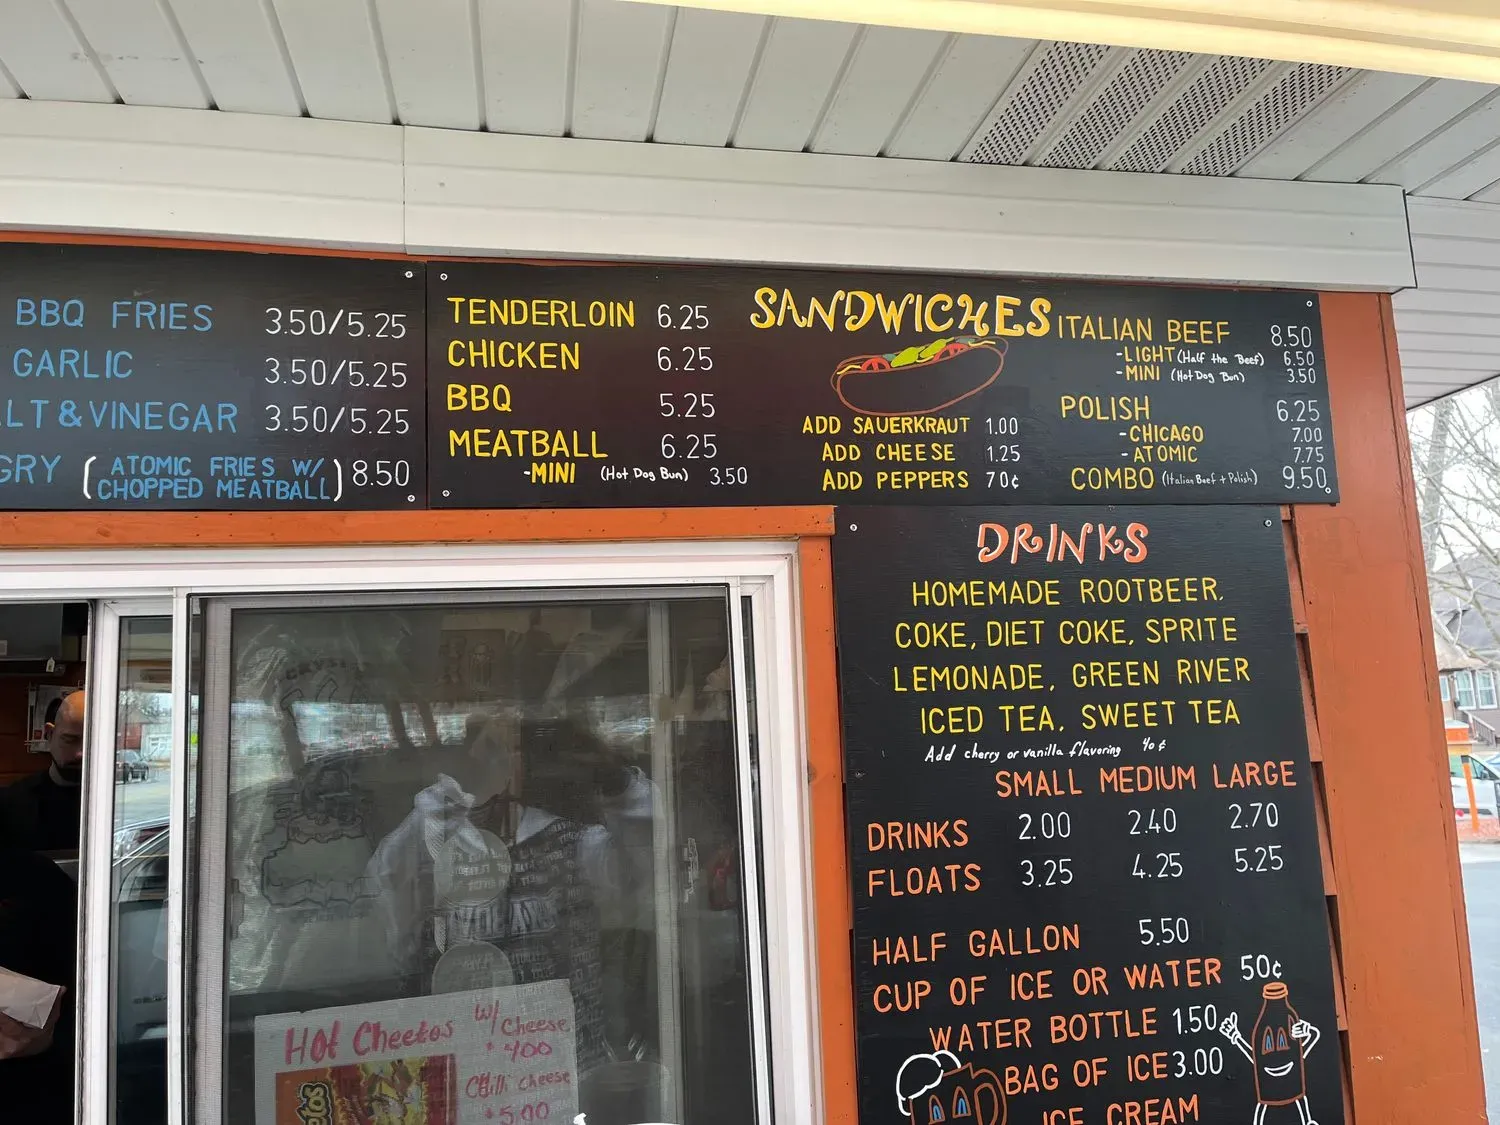 BBQ FRIES 3.50/5.25
GARLIC 3.50/5.25
LT & VINEGAR 3.50/5.25
GRY (ATOMIC FRIES W/ CHOPPED MEATBALL) 8.50
SANDWICHES
TENDERLOIN 6.25
CHICKEN 6.25
BBQ 5.25
MEATBALL 6.25
-MINI (Hot Dog Bun) 3.50
ADD SAUERKRAUT 1.00
ADD CHEESE 1.25
ADD PEPPERS 70¢
ITALIAN BEEF 8.50
-LIGHT (Half the Beef) 6.50
-MINI (Hot Dog Bun) 3.50
POLISH 6.25
-CHICAGO 7.00
-ATOMIC 7.75
COMBO (Italian Beef + Polish) 9.50
DRINKS
HOMEMADE ROOTBEER,
COKE, DIET COKE, SPRITE
LEMONADE, GREEN RIVER
ICED TEA, SWEET TEA
Add cherry or vanilla flavoring 40¢
SMALL MEDIUM LARGE
DRINKS 2.00 2.40 2.70
FLOATS 3.25 4.25 5.25
HALF GALLON 5.50
CUP OF ICE OR WATER 50¢
WATER BOTTLE 1.50
BAG OF ICE 3.00
ICE CREAM
Hot Cheetos w/ Cheese
$4.00
Chilli cheese
$5.00